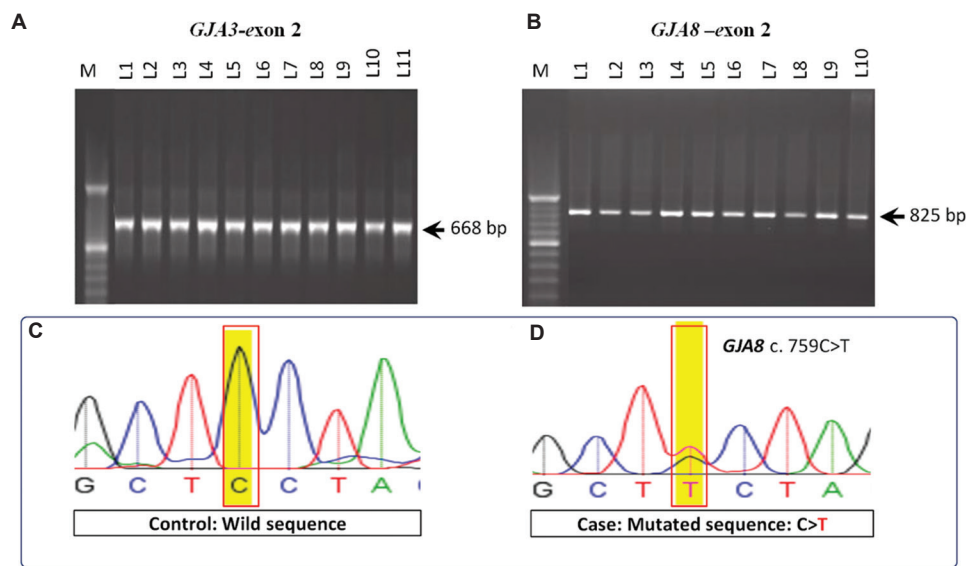 A
GJA3-exon 2
M L1 L2 L3 L4 L5 L6 L7 L8 L9 L10 L11
668 bp
B
GJA8 –exon 2
M L1 L2 L3 L4 L5 L6 L7 L8 L9 L10
825 bp
C
G C T C C T A
Control: Wild sequence
D
GJA8 c. 759C>T
G C T T C T A
Case: Mutated sequence: C>T